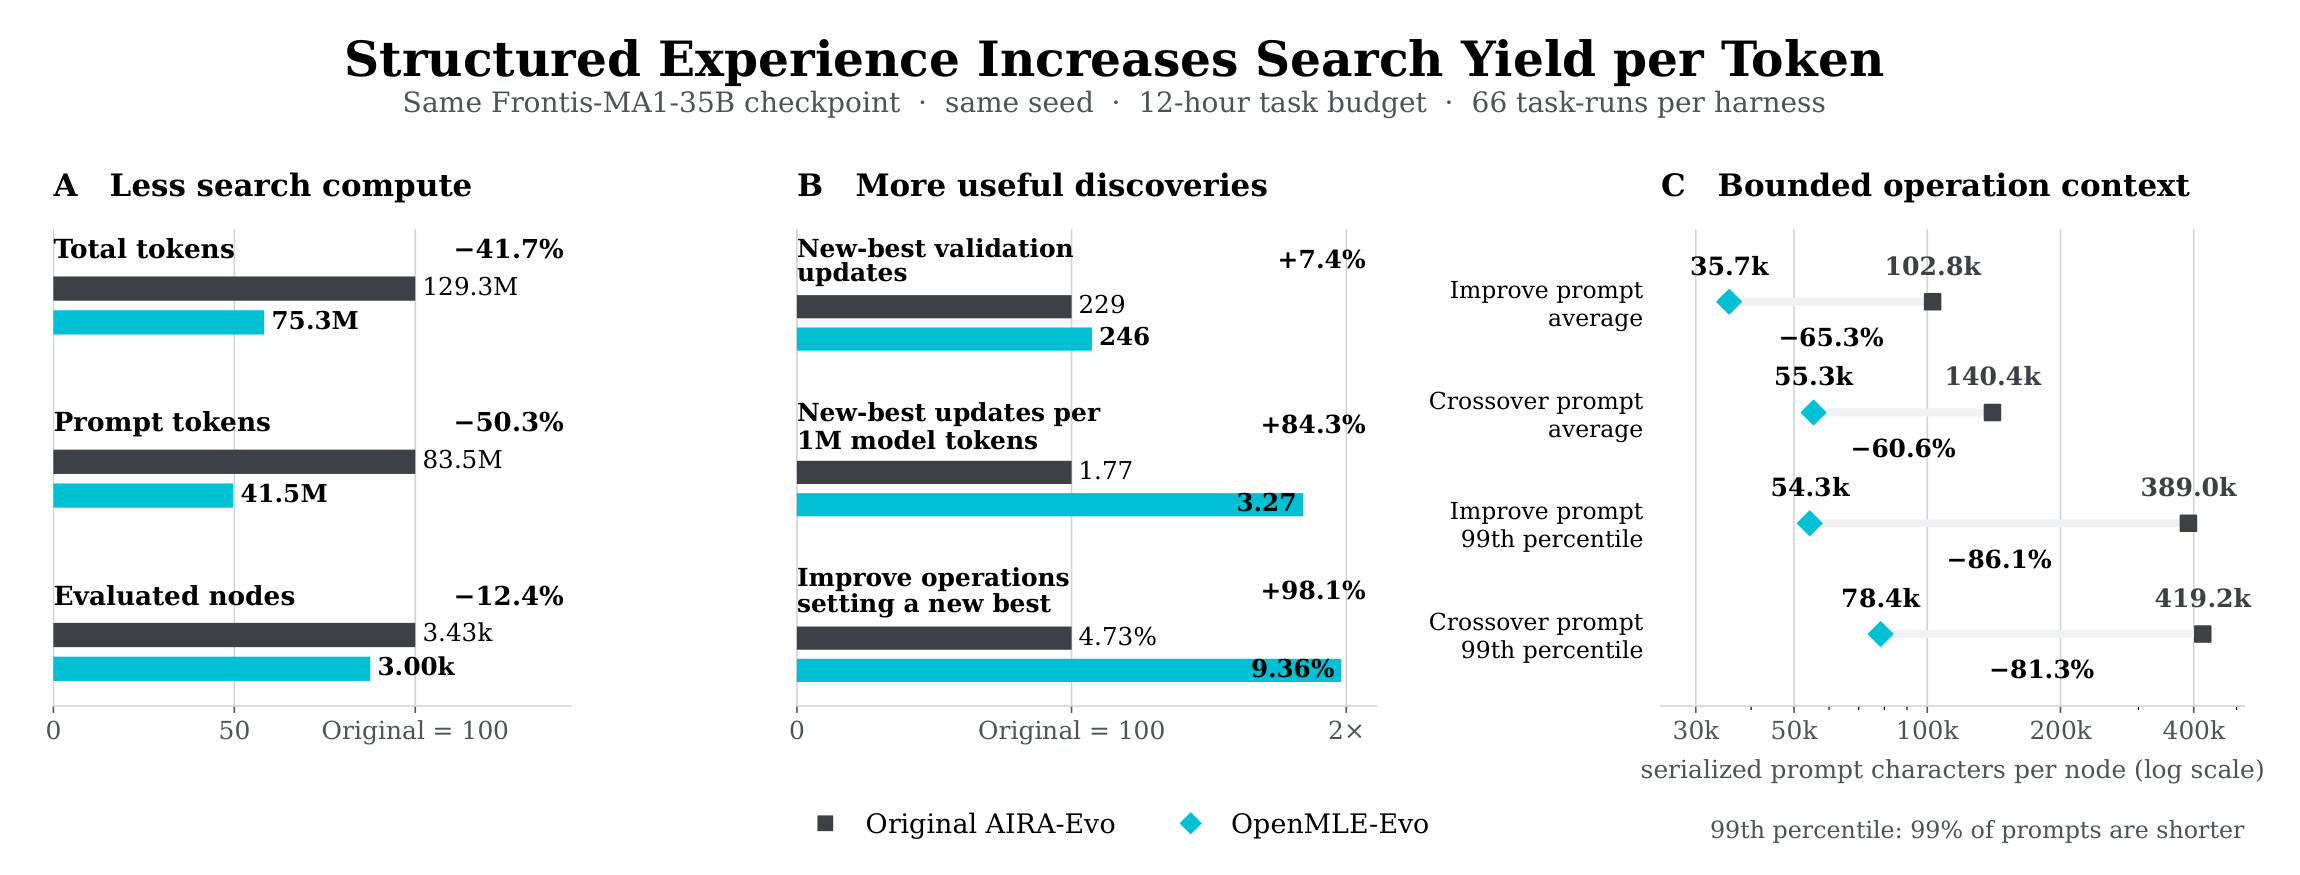 Structured Experience Increases Search Yield per Token
Same Frontis-MA1-35B checkpoint · same seed · 12-hour task budget · 66 task-runs per harness
A Less search compute
Total tokens −41.7%
129.3M
75.3M
Prompt tokens −50.3%
83.5M
41.5M
Evaluated nodes −12.4%
3.43k
3.00k
0 50 Original = 100
B More useful discoveries
New-best validation
updates
+7.4%
229
246
New-best updates per
1M model tokens
+84.3%
1.77
3.27
Improve operations
setting a new best
+98.1%
4.73%
9.36%
0 Original = 100 2×
C Bounded operation context
Improve prompt
average
35.7k 102.8k
−65.3%
Crossover prompt
average
55.3k 140.4k
−60.6%
Improve prompt
99th percentile
54.3k 389.0k
−86.1%
Crossover prompt
99th percentile
78.4k 419.2k
−81.3%
30k 50k 100k 200k 400k
serialized prompt characters per node (log scale)
Original AIRA-Evo OpenMLE-Evo
99th percentile: 99% of prompts are shorter